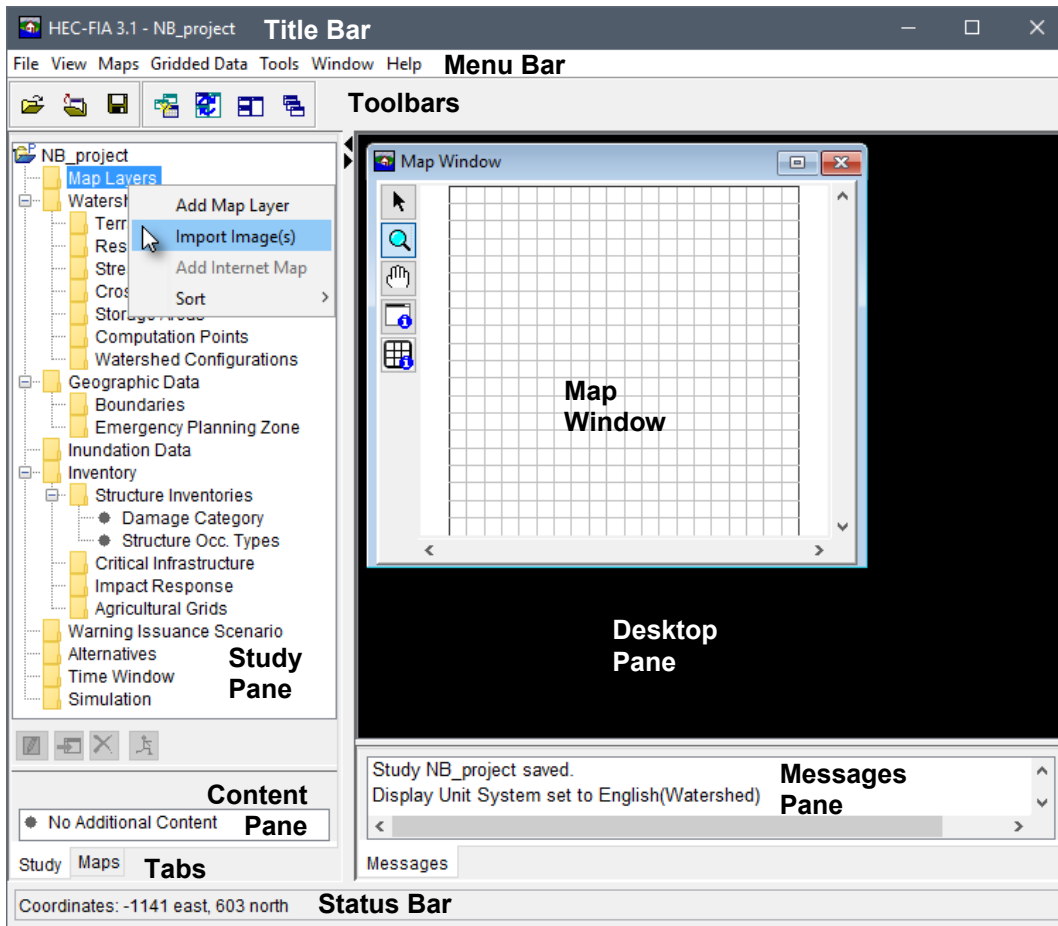 HEC-FIA 3.1 - NB_project Title Bar
File View Maps Gridded Data Tools Window Help Menu Bar
Toolbars
NB_project
Map Layers
Watersh
Terr
Res
Stre
Cros
Computation Points
Watershed Configurations
Geographic Data
Boundaries
Emergency Planning Zone
Inundation Data
Inventory
Structure Inventories
Damage Category
Structure Occ. Types
Critical Infrastructure
Impact Response
Agricultural Grids
Warning Issuance Scenario
Alternatives
Time Window
Simulation
Study
Pane
Add Map Layer
Import Image(s)
Add Internet Map
Sort
Map Window
Map
Window
Desktop
Pane
Content
Pane
No Additional Content
Study Maps Tabs
Study NB_project saved.
Display Unit System set to English(Watershed)
Messages
Pane
Messages
Coordinates: -1141 east, 603 north Status Bar